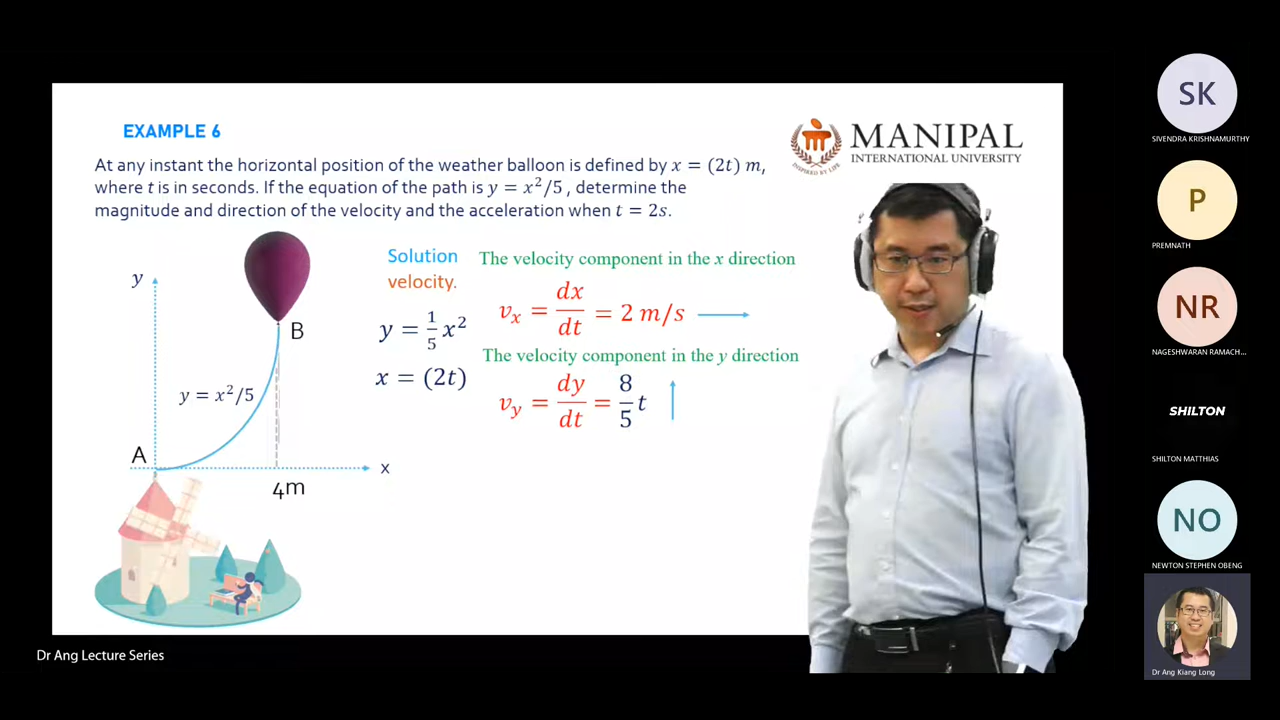 EXAMPLE 6
At any instant the horizontal position of the weather balloon is defined by x = (2t) m,
where t is in seconds. If the equation of the path is y = x²/5 , determine the
magnitude and direction of the velocity and the acceleration when t = 2s.
MANIPAL
INTERNATIONAL UNIVERSITY
INSPIRED BY LIFE
y
B
y = x²/5
A
x
4m
Solution
velocity.
y = 1/5 x²
x = (2t)
The velocity component in the x direction
vₓ = dx/dt = 2 m/s
The velocity component in the y direction
v_y = dy/dt = 8/5 t
Dr Ang Lecture Series
SK
SIVENDRA KRISHNAMURTHY
P
PREMNATH
NR
NAGESHWARAN RAMACH...
SHILTON
SHILTON MATTHIAS
NO
NEWTON STEPHEN OBENG
Dr Ang Kiang Long